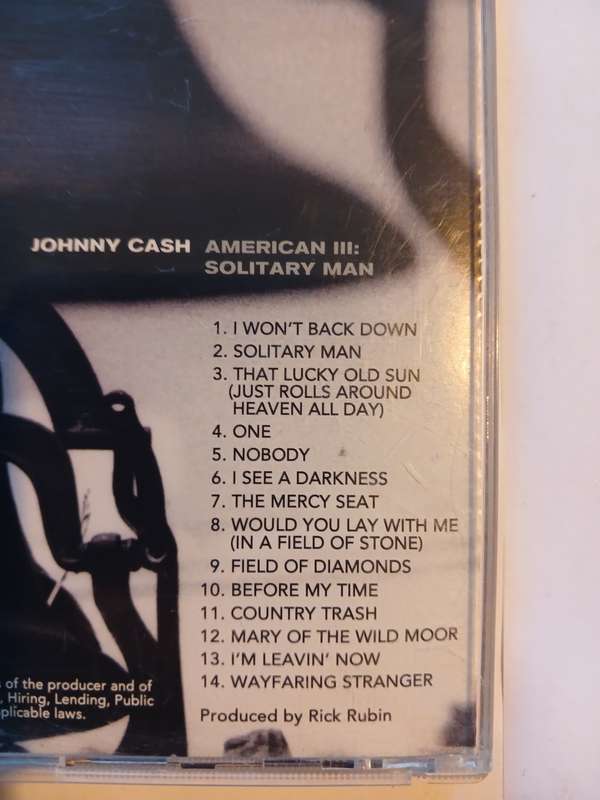 JOHNNY CASH AMERICAN III:
SOLITARY MAN
1. I WON'T BACK DOWN
2. SOLITARY MAN
3. THAT LUCKY OLD SUN
(JUST ROLLS AROUND
HEAVEN ALL DAY)
4. ONE
5. NOBODY
6. I SEE A DARKNESS
7. THE MERCY SEAT
8. WOULD YOU LAY WITH ME
(IN A FIELD OF STONE)
9. FIELD OF DIAMONDS
10. BEFORE MY TIME
11. COUNTRY TRASH
12. MARY OF THE WILD MOOR
13. I'M LEAVIN' NOW
14. WAYFARING STRANGER
Produced by Rick Rubin
of the producer and of
, Hiring, Lending, Public
laws.